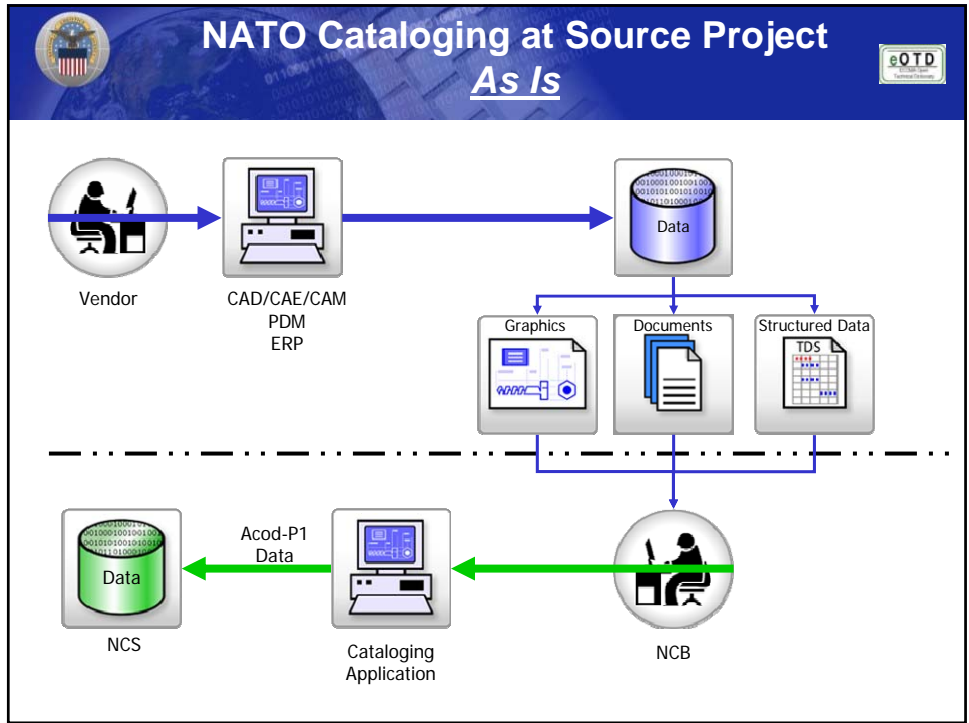 NATO Cataloging at Source Project
As Is
eOTD
Data
Vendor
CAD/CAE/CAM
PDM
ERP
Graphics
Documents
Structured Data
TDS
Acod-P1
Data
Data
NCS
Cataloging
Application
NCB